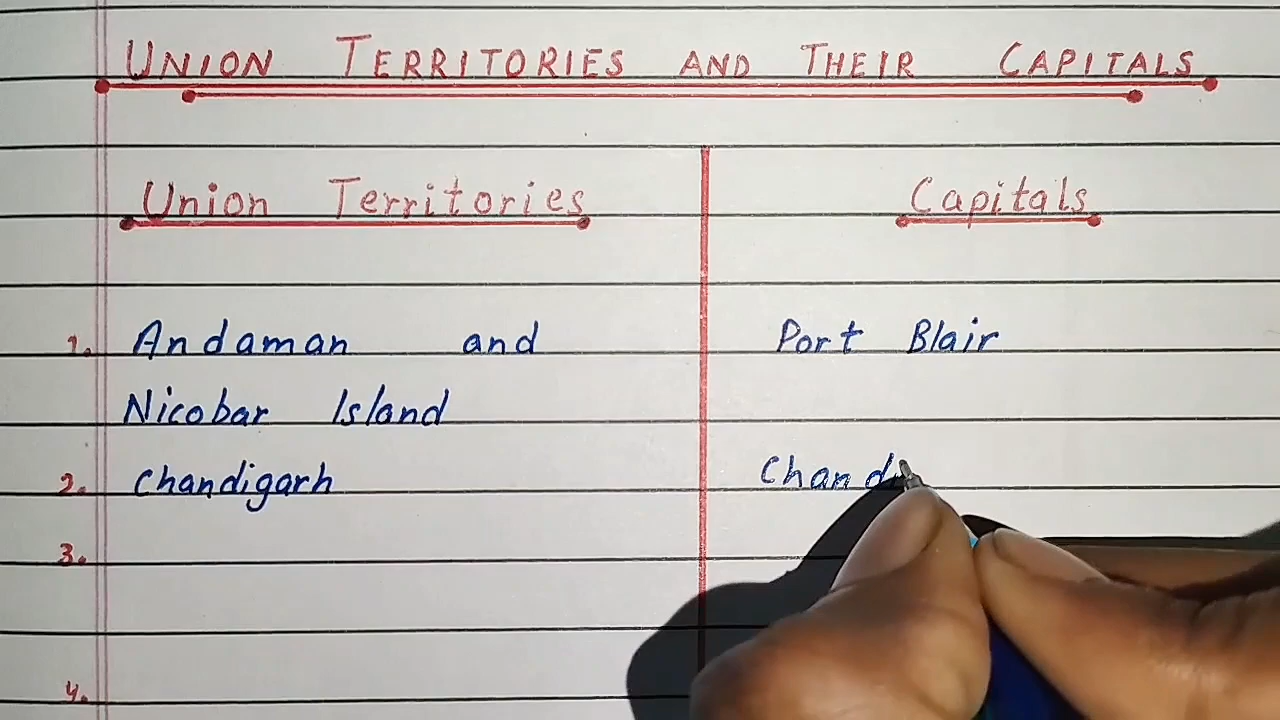 UNION TERRITORIES AND THEIR CAPITALS
Union Territories Capitals
1. Andaman and Port Blair
Nicobar Island
2. Chandigarh Chand
3.
4.